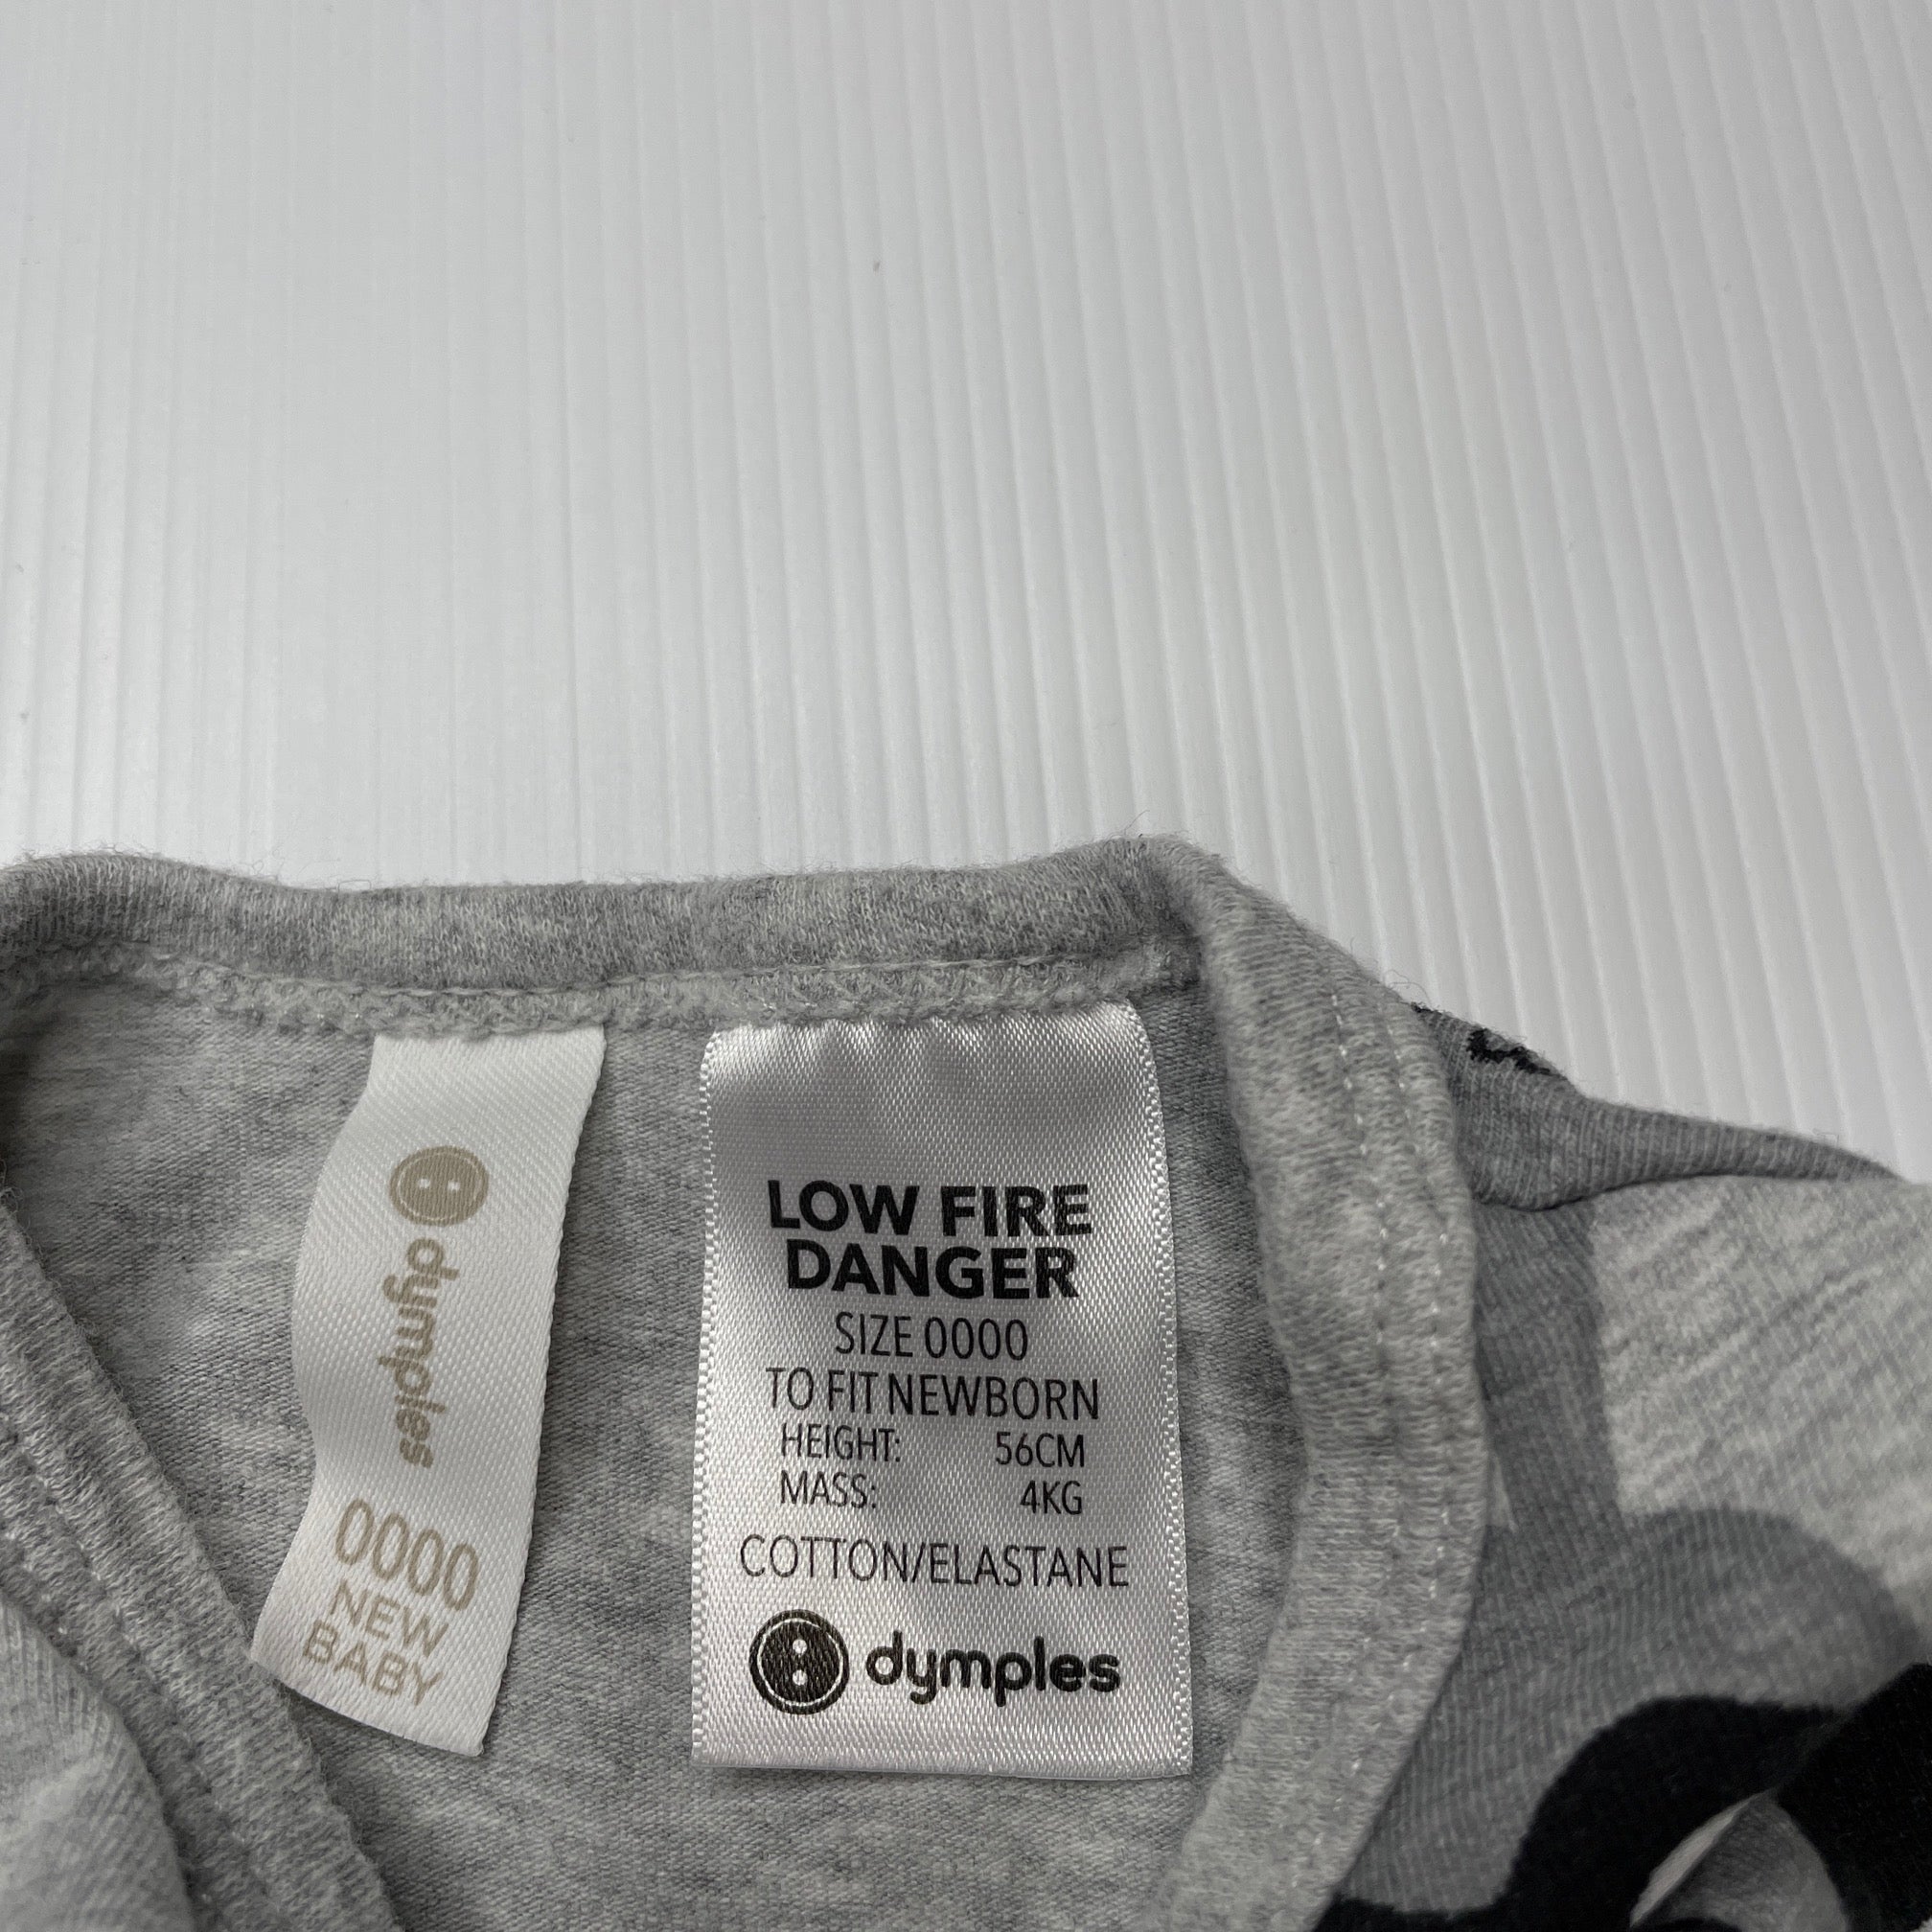 dymples
0000
NEW
BABY
LOW FIRE
DANGER
SIZE 0000
TO FIT NEWBORN
HEIGHT: 56CM
MASS: 4KG
COTTON/ELASTANE
dymples